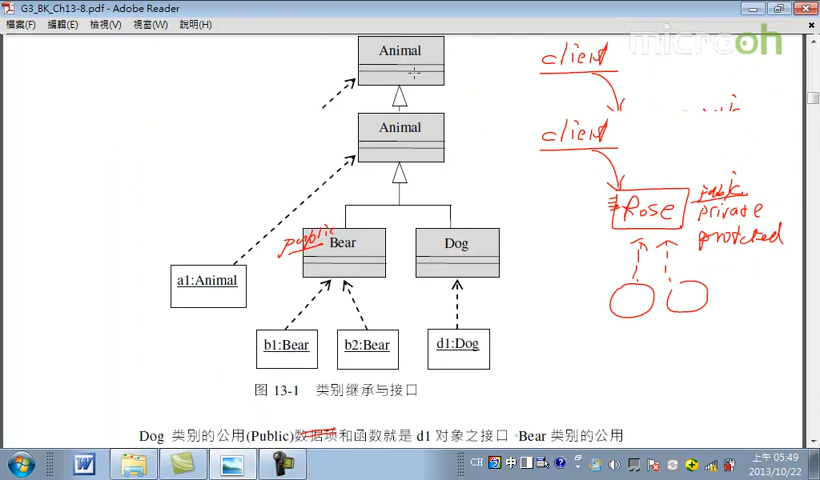 G3_BK_Ch13-8.pdf - Adobe Reader
檔案(F) 編輯(E) 檢視(V) 視窗(W) 說明(H)
microoh
Animal
client
Animal
client
public
Rose
private
protected
public
Bear
Dog
a1:Animal
b1:Bear
b2:Bear
d1:Dog
图 13-1 类别继承与接口
Dog 类别的公用(Public)数据项和函数就是 d1 对象之接口。Bear 类别的公用
CH 中
上午 05:49
2013/10/22